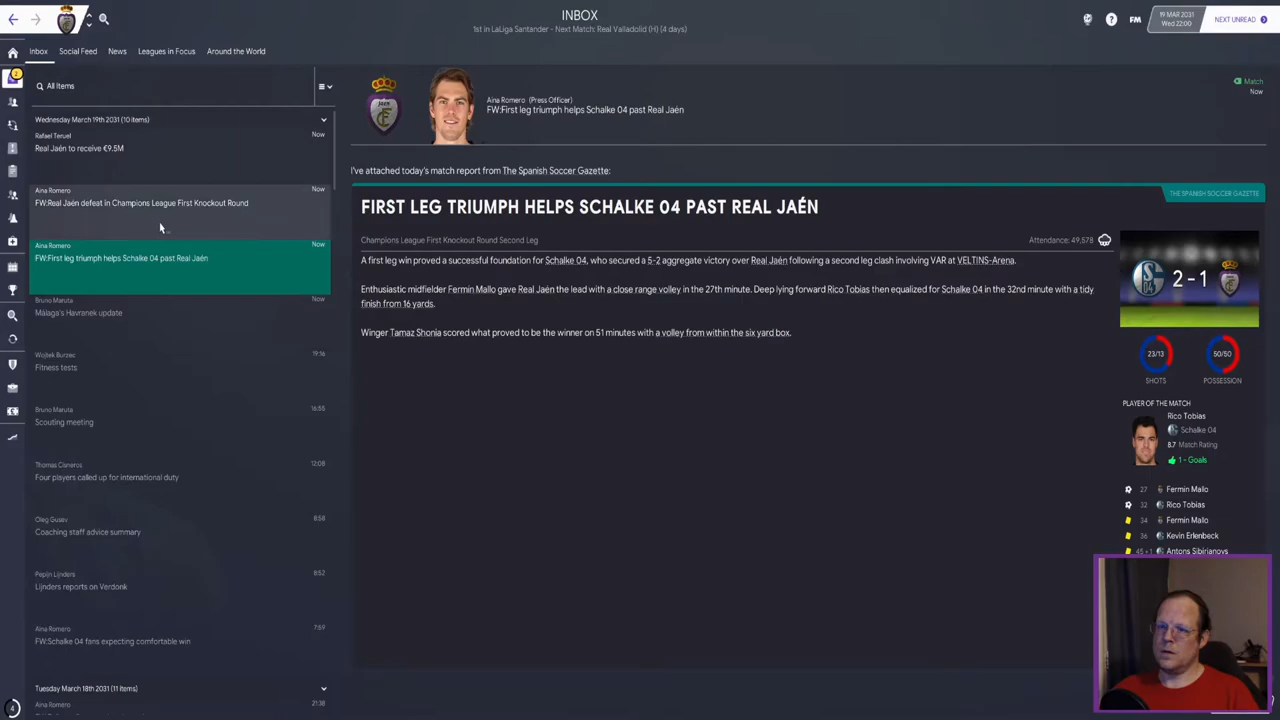 INBOX
1st in LaLiga Santander - Next Match: Real Valladolid (H) (4 days)
FM
19 MAR 2031
Wed 22:00
NEXT UNREAD
Inbox
Social Feed
News
Leagues in Focus
Around the World
2
All Items
Wednesday March 19th 2031 (10 items)
Rafael Teruel
Now
Real Jaén to receive €9.5M
Aina Romero
Now
FW:Real Jaén defeat in Champions League First Knockout Round
Aina Romero
Now
FW:First leg triumph helps Schalke 04 past Real Jaén
Bruno Maruta
Now
Málaga's Havranek update
Wojtek Burzec
19:16
Fitness tests
Bruno Maruta
16:55
Scouting meeting
Thomas Cisneros
12:08
Four players called up for international duty
Oleg Gusev
8:58
Coaching staff advice summary
Pepijn Lijnders
8:52
Lijnders reports on Verdonk
Aina Romero
7:59
FW:Schalke 04 fans expecting comfortable win
Tuesday March 18th 2031 (11 items)
Aina Romero
21:38
4
Aina Romero (Press Officer)
FW:First leg triumph helps Schalke 04 past Real Jaén
Match
Now
I've attached today's match report from The Spanish Soccer Gazette:
THE SPANISH SOCCER GAZETTE
FIRST LEG TRIUMPH HELPS SCHALKE 04 PAST REAL JAÉN
Champions League First Knockout Round Second Leg
Attendance: 49,578
A first leg win proved a successful foundation for Schalke 04, who secured a 5-2 aggregate victory over Real Jaén following a second leg clash involving VAR at VELTINS-Arena.
Enthusiastic midfielder Fermin Mallo gave Real Jaén the lead with a close range volley in the 27th minute. Deep lying forward Rico Tobias then equalized for Schalke 04 in the 32nd minute with a tidy
finish from 16 yards.
Winger Tamaz Shonia scored what proved to be the winner on 51 minutes with a volley from within the six yard box.
2 - 1
23/13
50/50
SHOTS
POSSESSION
PLAYER OF THE MATCH
Rico Tobias
Schalke 04
8.7 Match Rating
1 - Goals
27 Fermin Mallo
32 Rico Tobias
34 Fermin Mallo
36 Kevin Erlenbeck
45+1 Antons Sibirianovs